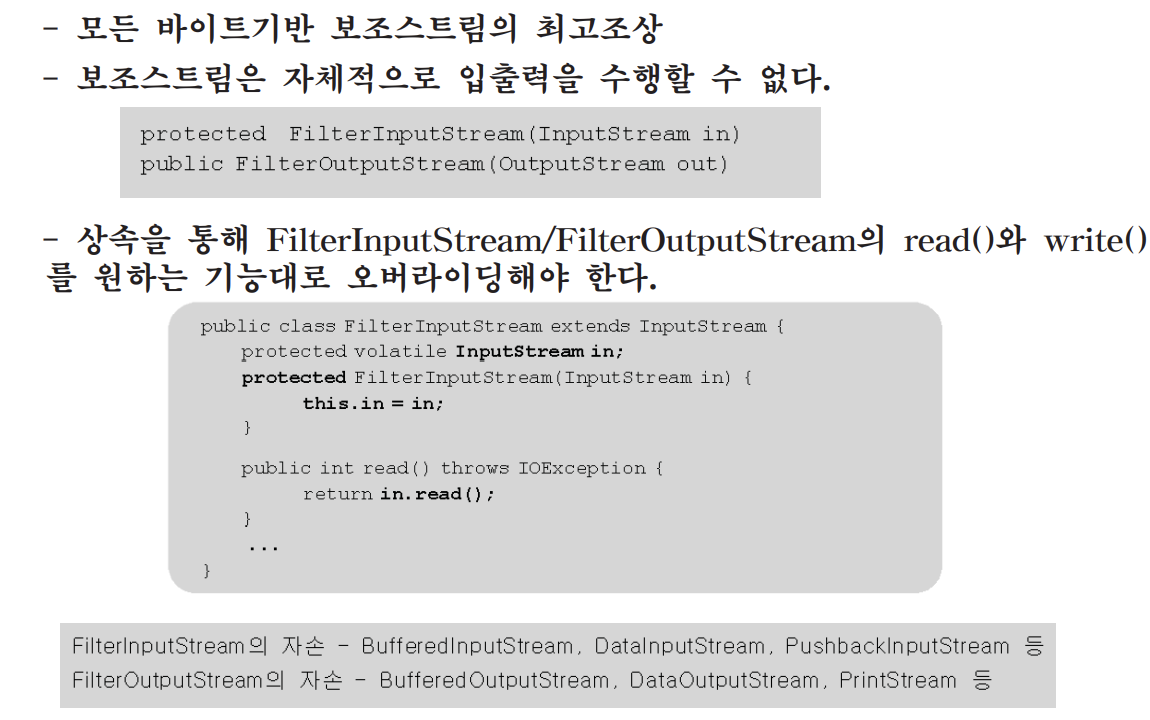 - 모든 바이트기반 보조스트림의 최고조상
- 보조스트림은 자체적으로 입출력을 수행할 수 없다.
protected  FilterInputStream(InputStream in)
public FilterOutputStream(OutputStream out)
- 상속을 통해 FilterInputStream/FilterOutputStream의 read()와 write()
를 원하는 기능대로 오버라이딩해야 한다.
public class FilterInputStream extends InputStream {
protected volatile InputStream in;
protected FilterInputStream(InputStream in) {
this.in = in;
}
public int read() throws IOException {
return in.read();
}
...
}
FilterInputStream의 자손 - BufferedInputStream, DataInputStream, PushbackInputStream 등
FilterOutputStream의 자손 - BufferedOutputStream, DataOutputStream, PrintStream 등